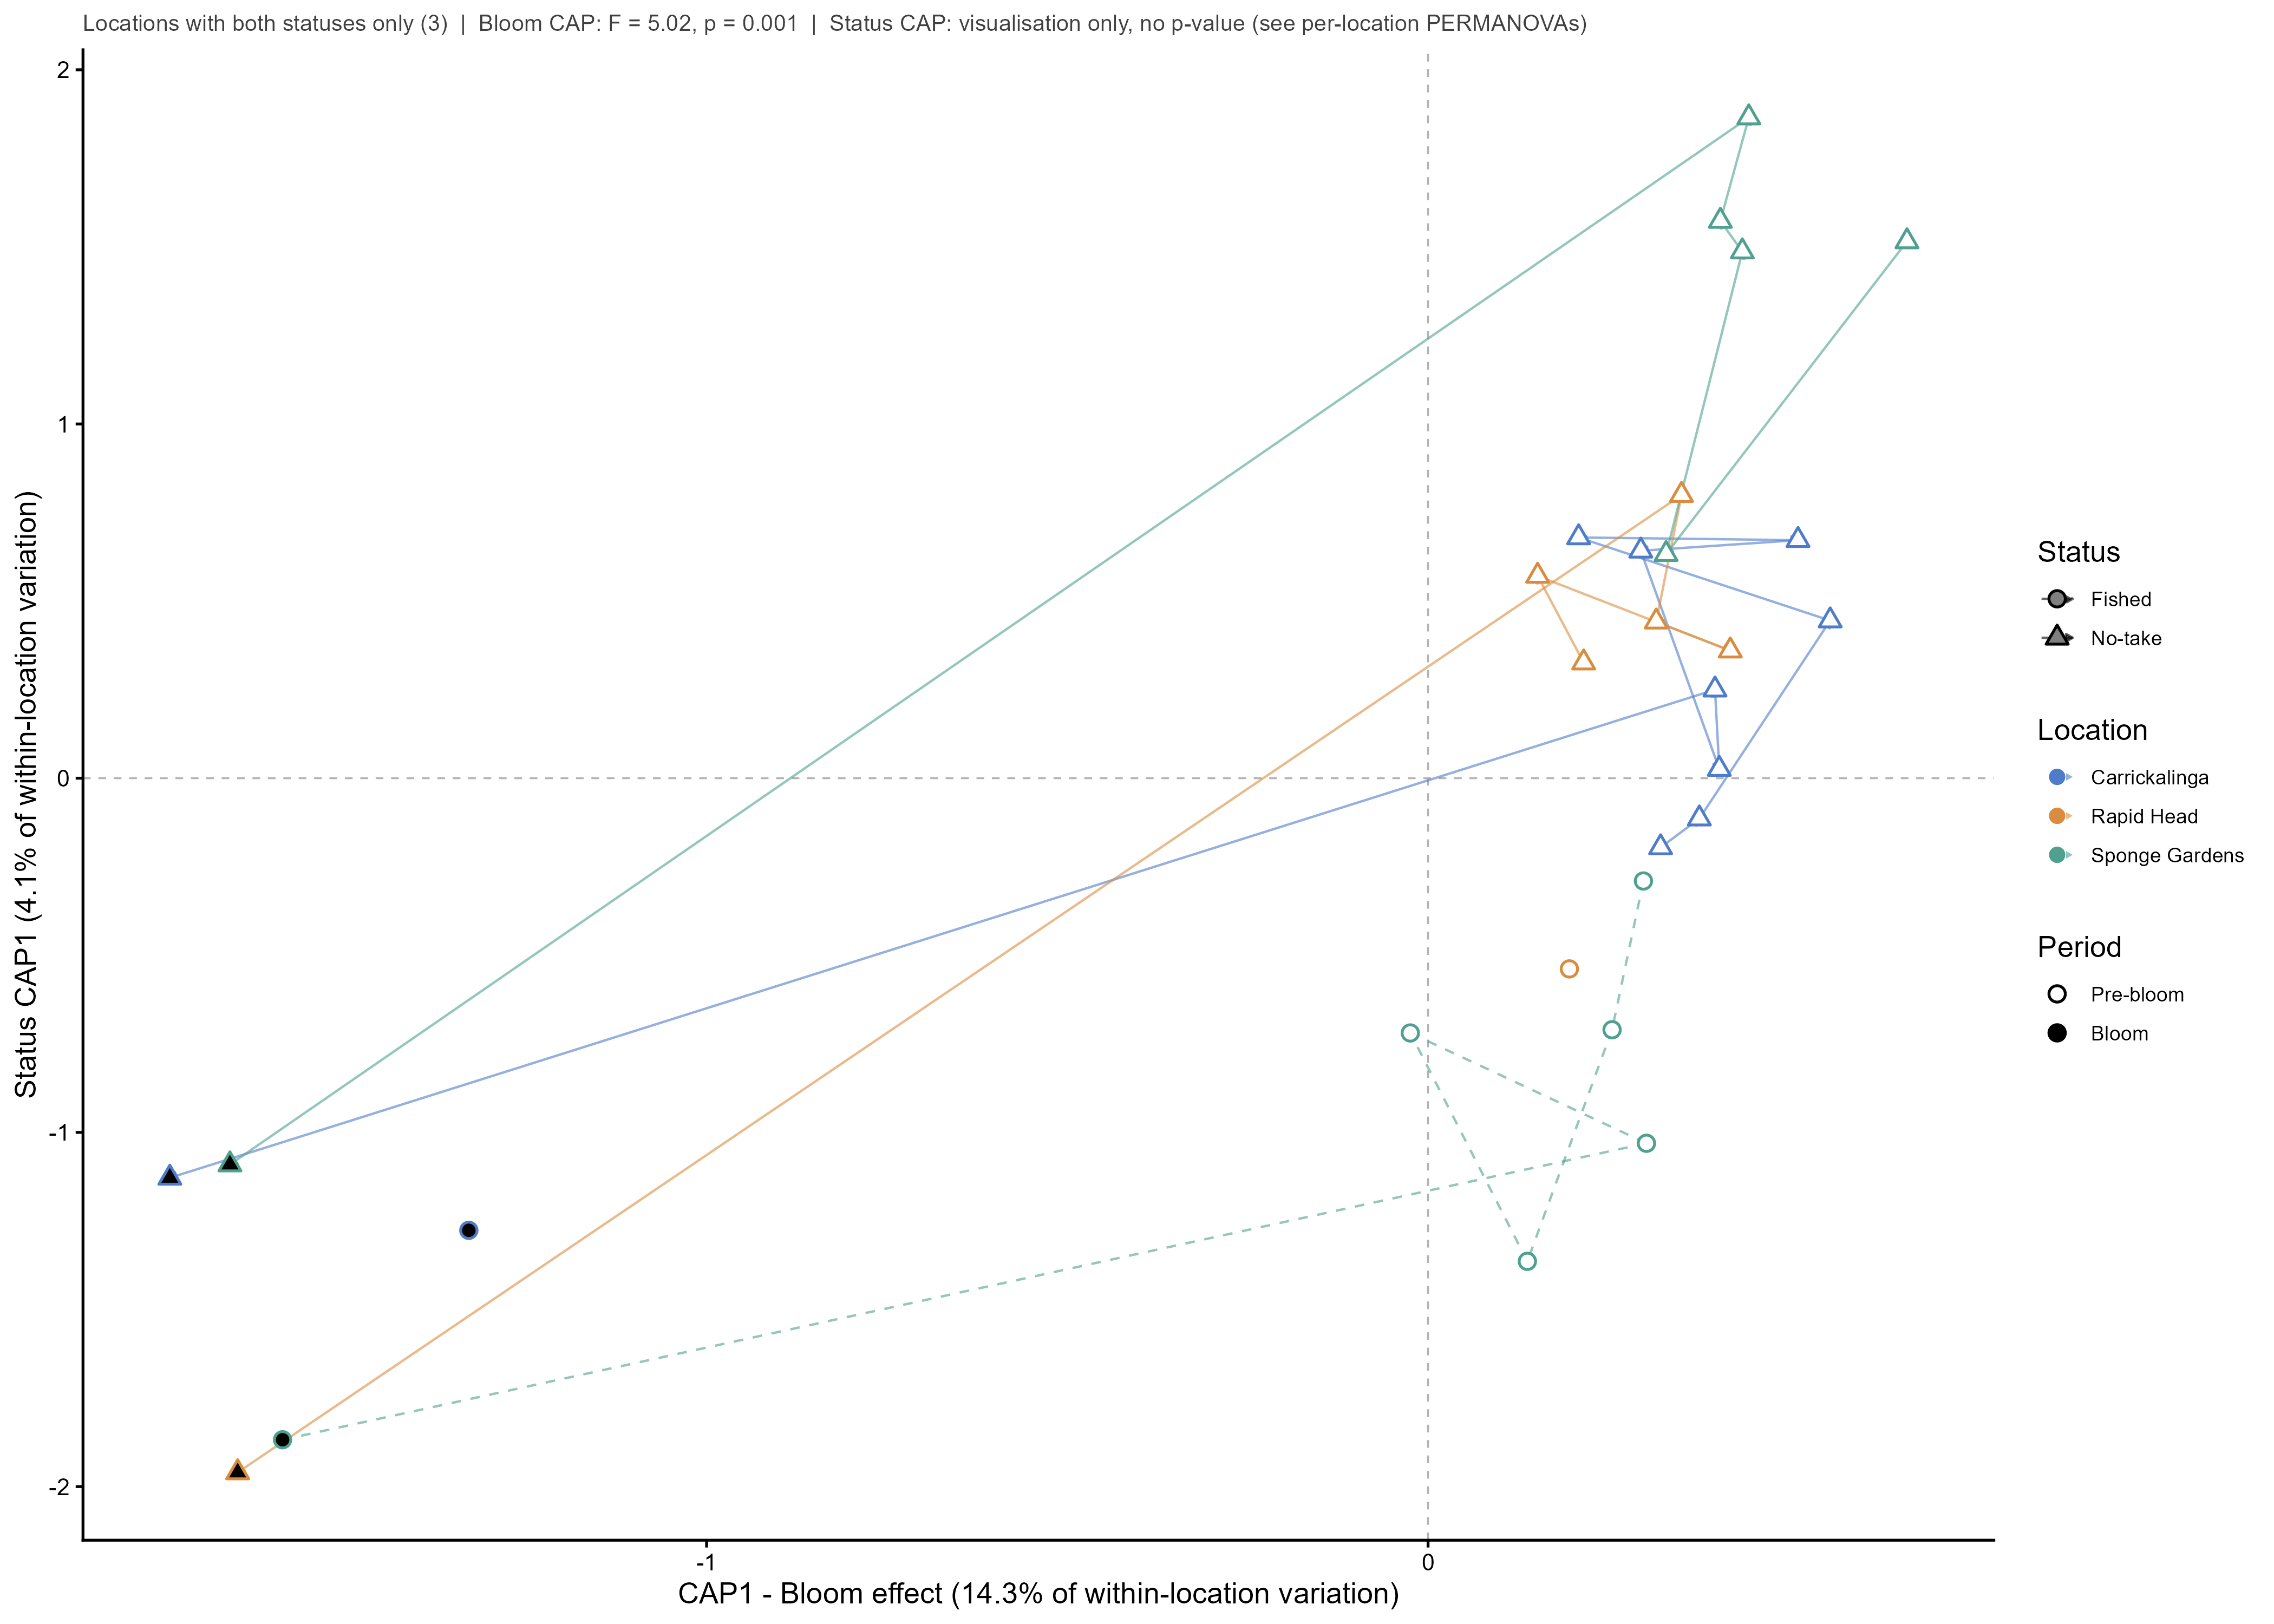 Locations with both statuses only (3) | Bloom CAP: F = 5.02, p = 0.001 | Status CAP: visualisation only, no p-value (see per-location PERMANOVAs)
2
1
0
-1
-2
Status CAP1 (4.1% of within-location variation)
-1
0
CAP1 - Bloom effect (14.3% of within-location variation)
Status
Fished
No-take
Location
Carrickalinga
Rapid Head
Sponge Gardens
Period
Pre-bloom
Bloom